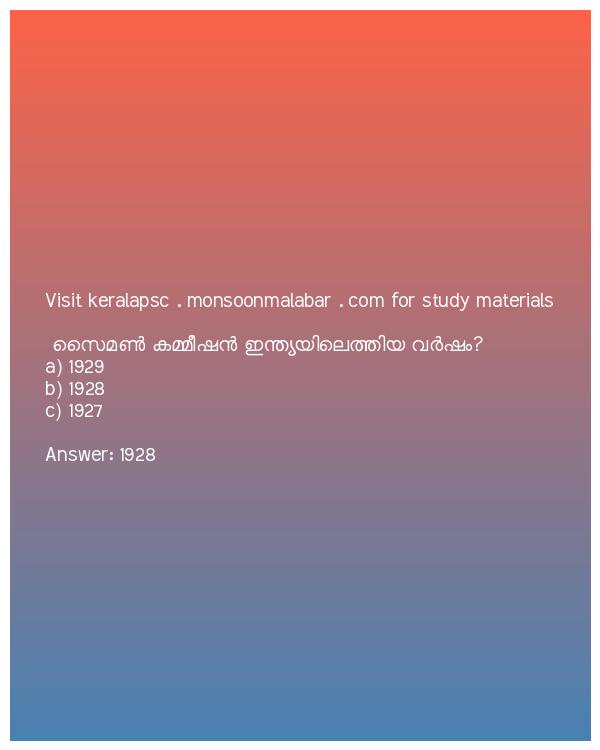 Visit keralapsc . monsoonmalabar . com for study materials
സൈമൺ കമ്മീഷൻ ഇന്ത്യയിലെത്തിയ വർഷം?
a) 1929
b) 1928
c) 1927
Answer: 1928